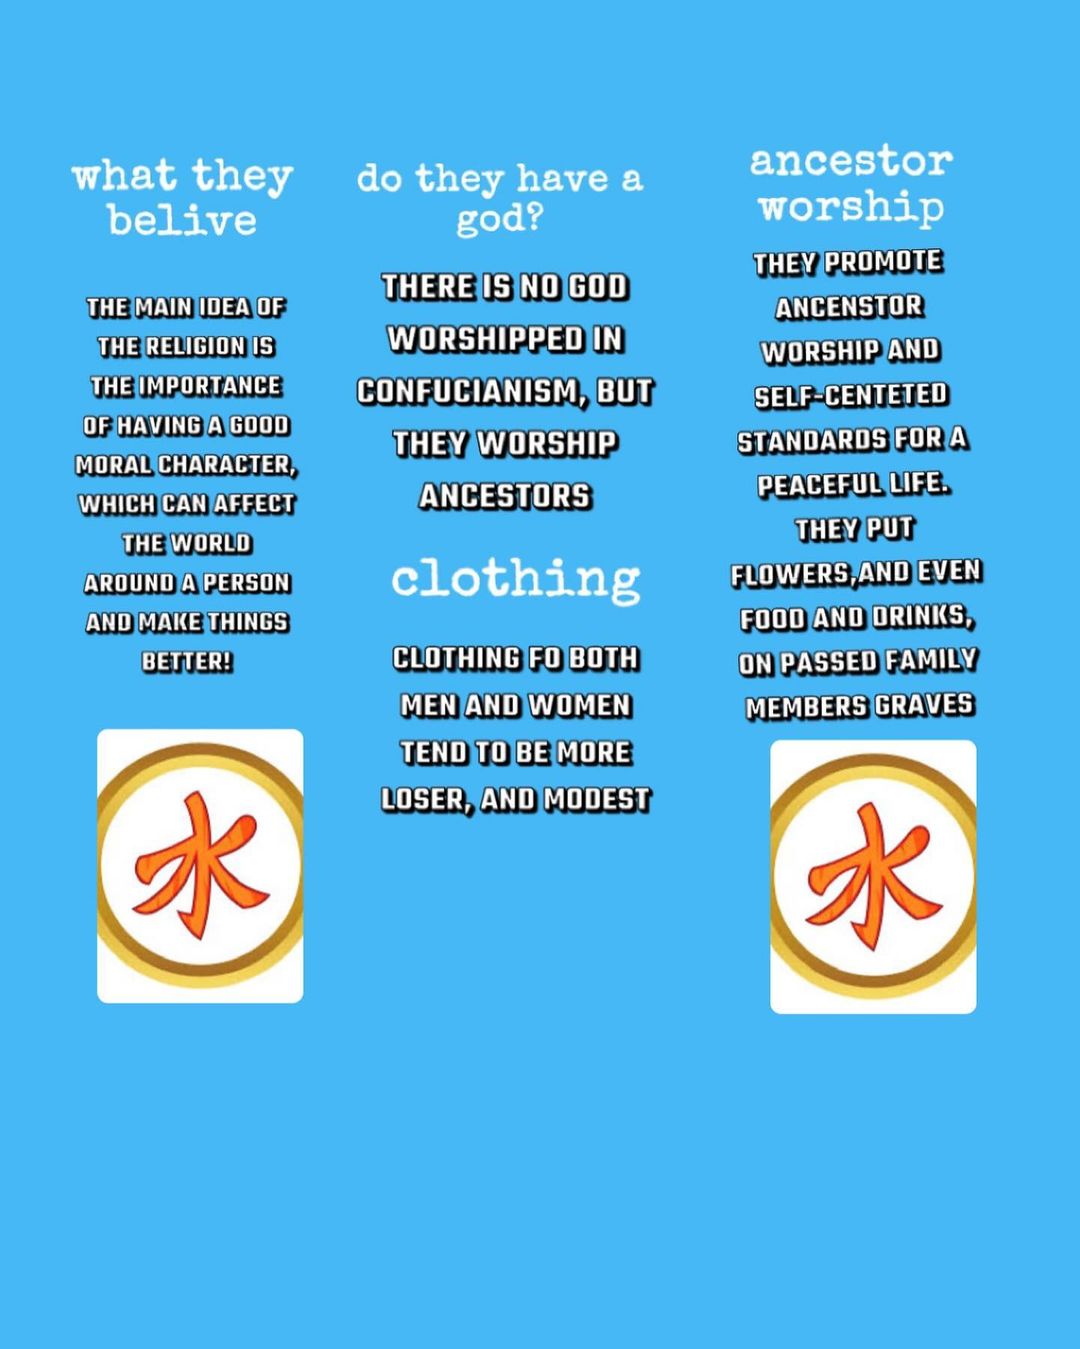 what they
belive
THE MAIN IDEA OF
THE RELIGION IS
THE IMPORTANCE
OF HAVING A GOOD
MORAL CHARACTER,
WHICH CAN AFFECT
THE WORLD
AROUND A PERSON
AND MAKE THINGS
BETTER!
水
do they have a
god?
THERE IS NO GOD
WORSHIPPED IN
CONFUCIANISM, BUT
THEY WORSHIP
ANCESTORS
clothing
CLOTHING FO BOTH
MEN AND WOMEN
TEND TO BE MORE
LOSER, AND MODEST
ancestor
worship
THEY PROMOTE
ANCENSTOR
WORSHIP AND
SELF-CENTETED
STANDARDS FOR A
PEACEFUL LIFE.
THEY PUT
FLOWERS,AND EVEN
FOOD AND DRINKS,
ON PASSED FAMILY
MEMBERS GRAVES
水